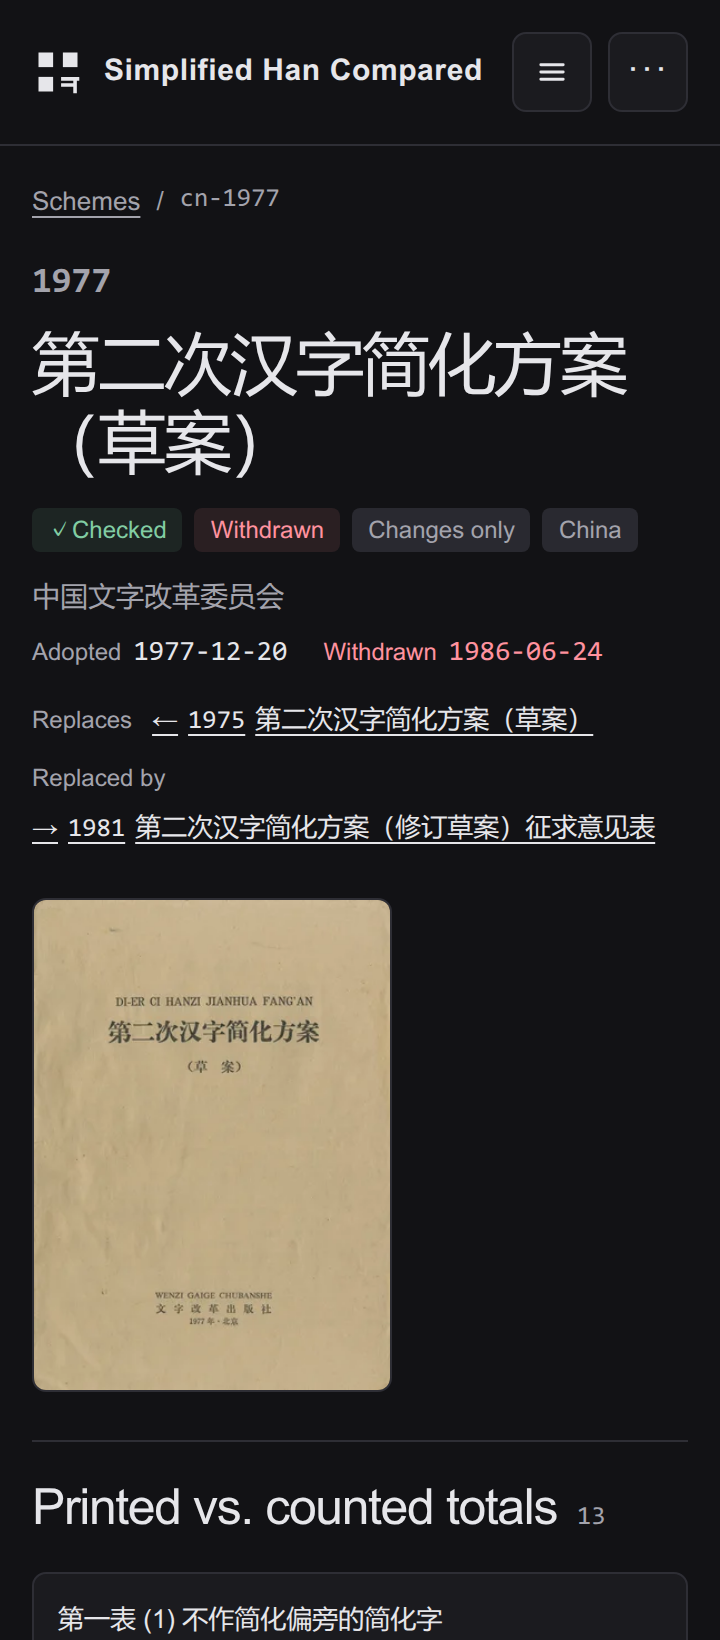 Simplified Han Compared
Schemes / cn-1977
1977
第二次汉字简化方案
（草案）
✓ Checked Withdrawn Changes only China
中国文字改革委员会
Adopted 1977-12-20 Withdrawn 1986-06-24
Replaces ← 1975 第二次汉字简化方案（草案）
Replaced by
→ 1981 第二次汉字简化方案（修订草案）征求意见表
DI-ER CI HANZI JIANHUA FANG'AN
第二次汉字简化方案
（草 案）
WENZI GAIGE CHUBANSHE
文字改革出版社
1977 年·北京
Printed vs. counted totals 13
第一表 (1) 不作简化偏旁的简化字